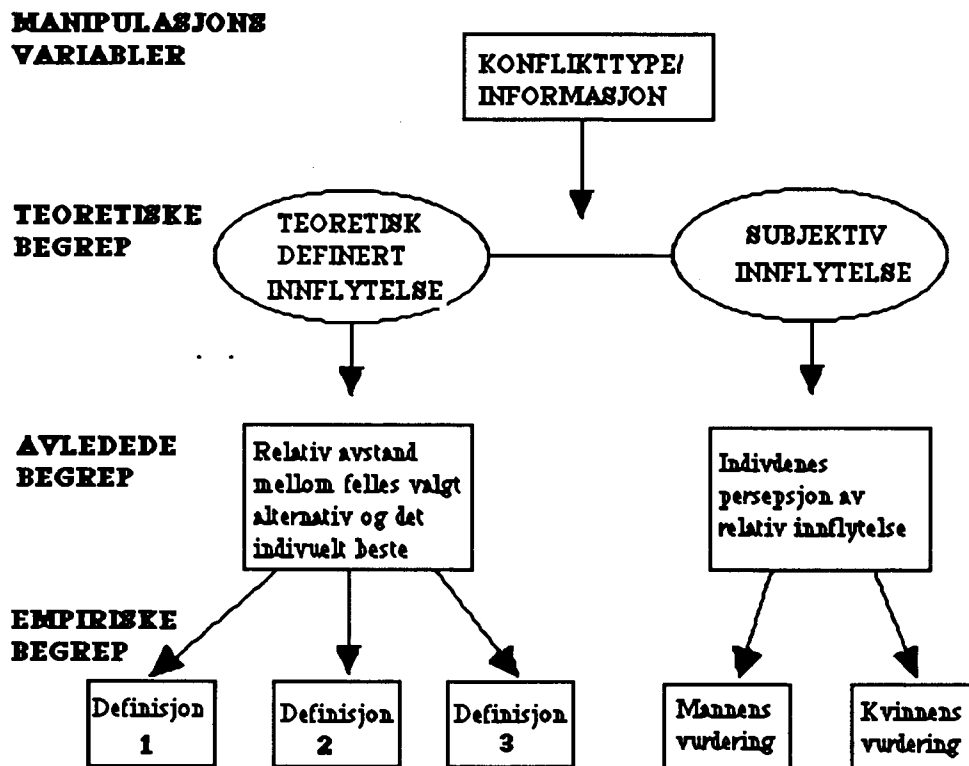 MANIPULASJONS
VARIABLER
KONFLIKTTYPE/
INFORMASJON
TEORETISKE
BEGREP
TEORETISK
DEFINERT
INNFLYTELSE
SUBJEKTIV
INNFLYTELSE
AVLEDEDE
BEGREP
Relativ avstand
mellom felles valgt
alternativ og det
indivuelt beste
Indivdenes
persepsjon av
relativ innflytelse
EMPIRISKE
BEGREP
Definisjon
1
Definisjon
2
Definisjon
3
Mannens
vurdering
Kvinnens
vurdering